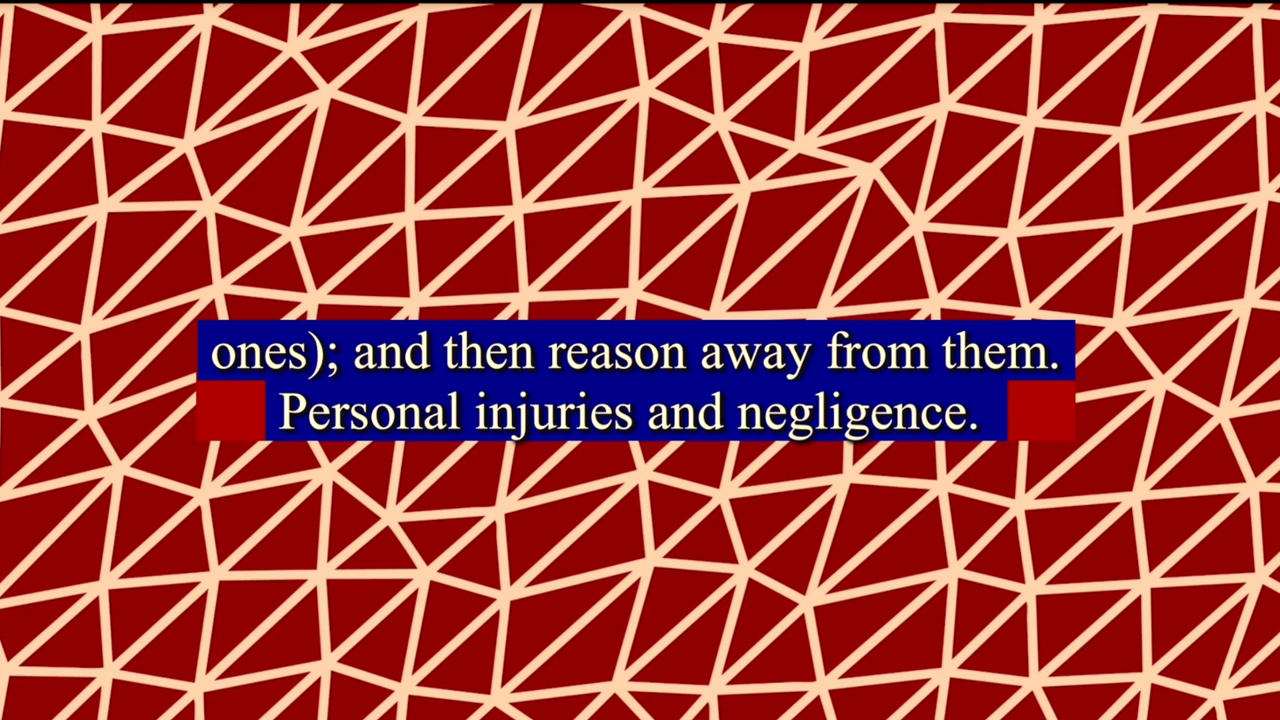 ones); and then reason away from them.
Personal injuries and negligence.